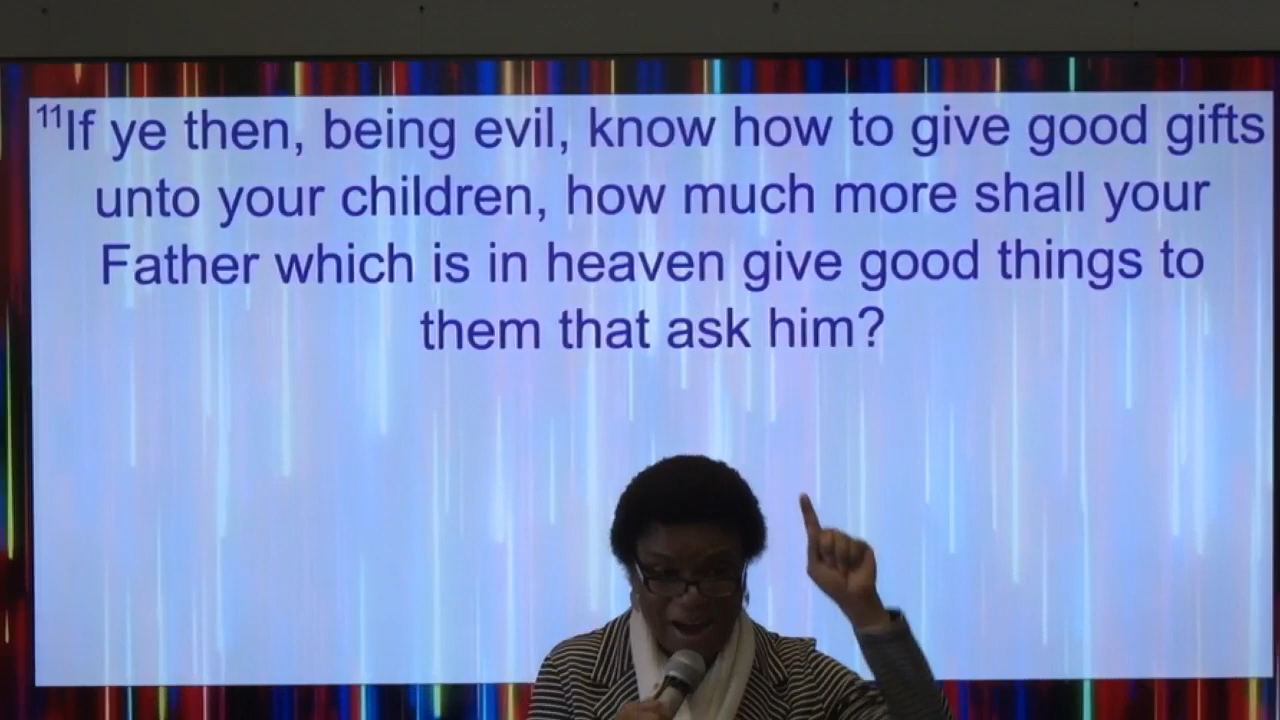 ¹¹If ye then, being evil, know how to give good gifts
unto your children, how much more shall your
Father which is in heaven give good things to
them that ask him?